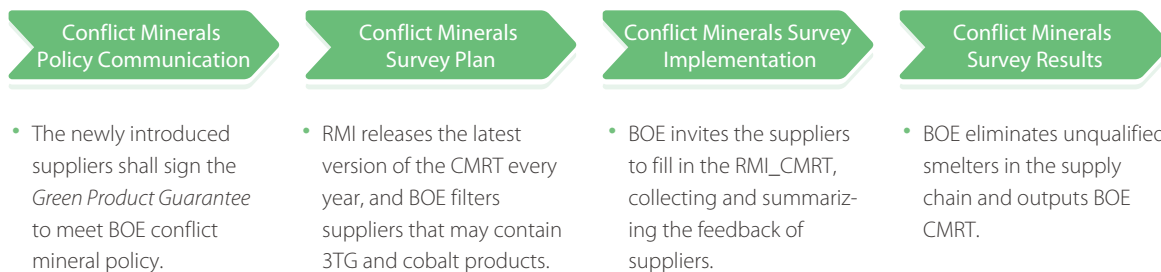 Conflict Minerals
Policy Communication
• The newly introduced
suppliers shall sign the
Green Product Guarantee
to meet BOE conflict
mineral policy.
Conflict Minerals
Survey Plan
• RMI releases the latest
version of the CMRT every
year, and BOE filters
suppliers that may contain
3TG and cobalt products.
Conflict Minerals Survey
Implementation
• BOE invites the suppliers
to fill in the RMI_CMRT,
collecting and summariz-
ing the feedback of
suppliers.
Conflict Minerals
Survey Results
• BOE eliminates unqualified
smelters in the supply
chain and outputs BOE
CMRT.